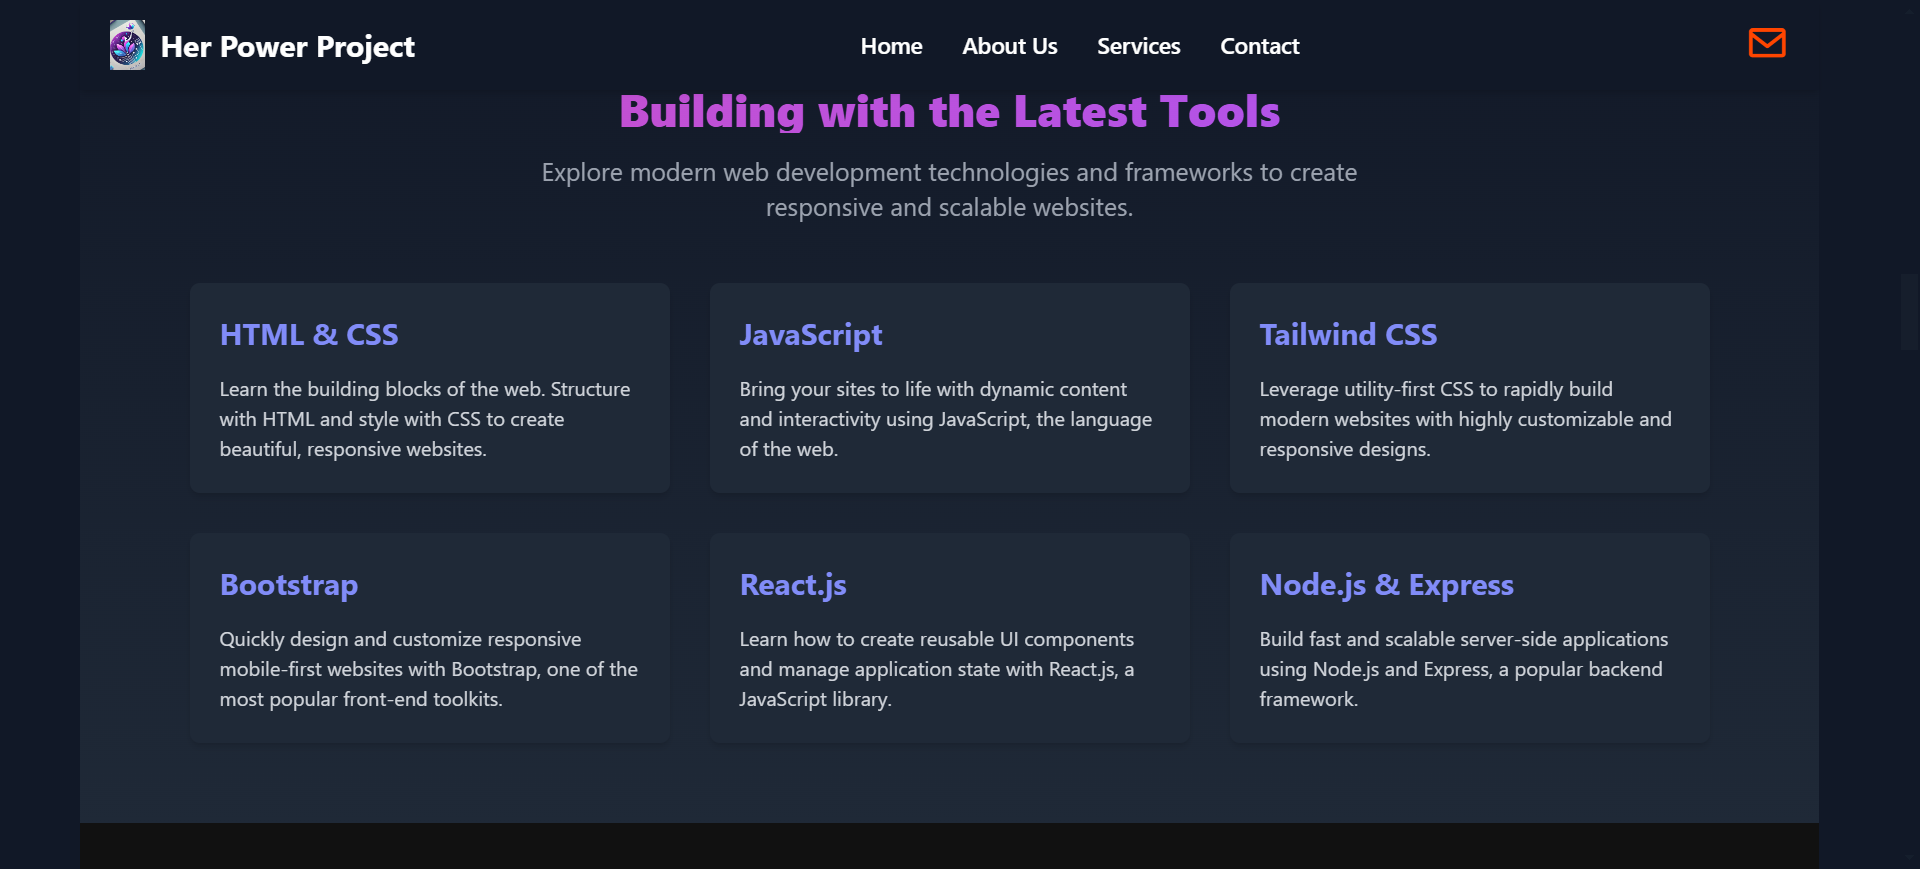 Her Power Project
Home
About Us
Services
Contact
Building with the Latest Tools
Explore modern web development technologies and frameworks to create
responsive and scalable websites.
HTML & CSS
Learn the building blocks of the web. Structure
with HTML and style with CSS to create
beautiful, responsive websites.
JavaScript
Bring your sites to life with dynamic content
and interactivity using JavaScript, the language
of the web.
Tailwind CSS
Leverage utility-first CSS to rapidly build
modern websites with highly customizable and
responsive designs.
Bootstrap
Quickly design and customize responsive
mobile-first websites with Bootstrap, one of the
most popular front-end toolkits.
React.js
Learn how to create reusable UI components
and manage application state with React.js, a
JavaScript library.
Node.js & Express
Build fast and scalable server-side applications
using Node.js and Express, a popular backend
framework.